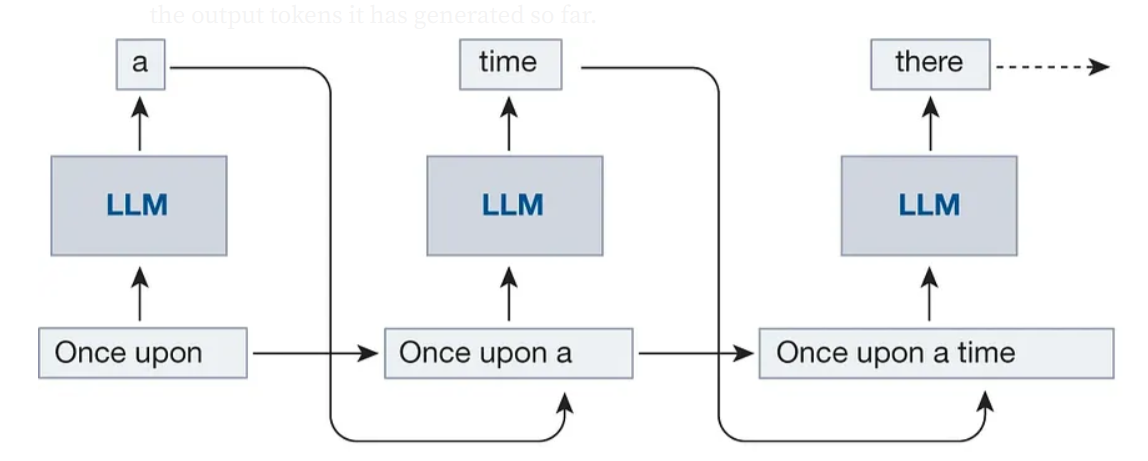 the output tokens it has generated so far.
a
time
there
LLM
LLM
LLM
Once upon
Once upon a
Once upon a time